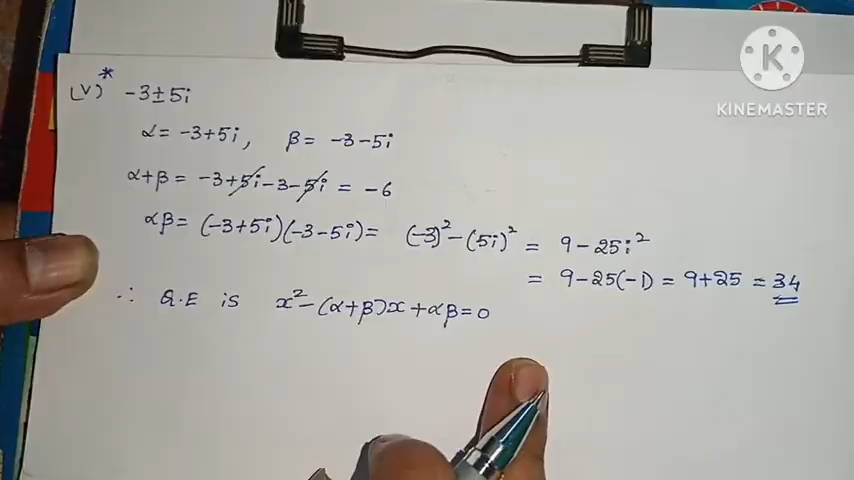 (v)* -3±5i
α = -3+5i, β = -3-5i
α+β = -3+5i-3-5i = -6
αβ = (-3+5i)(-3-5i) = (-3)²-(5i)² = 9-25i²
= 9-25(-1) = 9+25 = 34
∴ Q.E is x²-(α+β)x+αβ=0
K
KINEMASTER